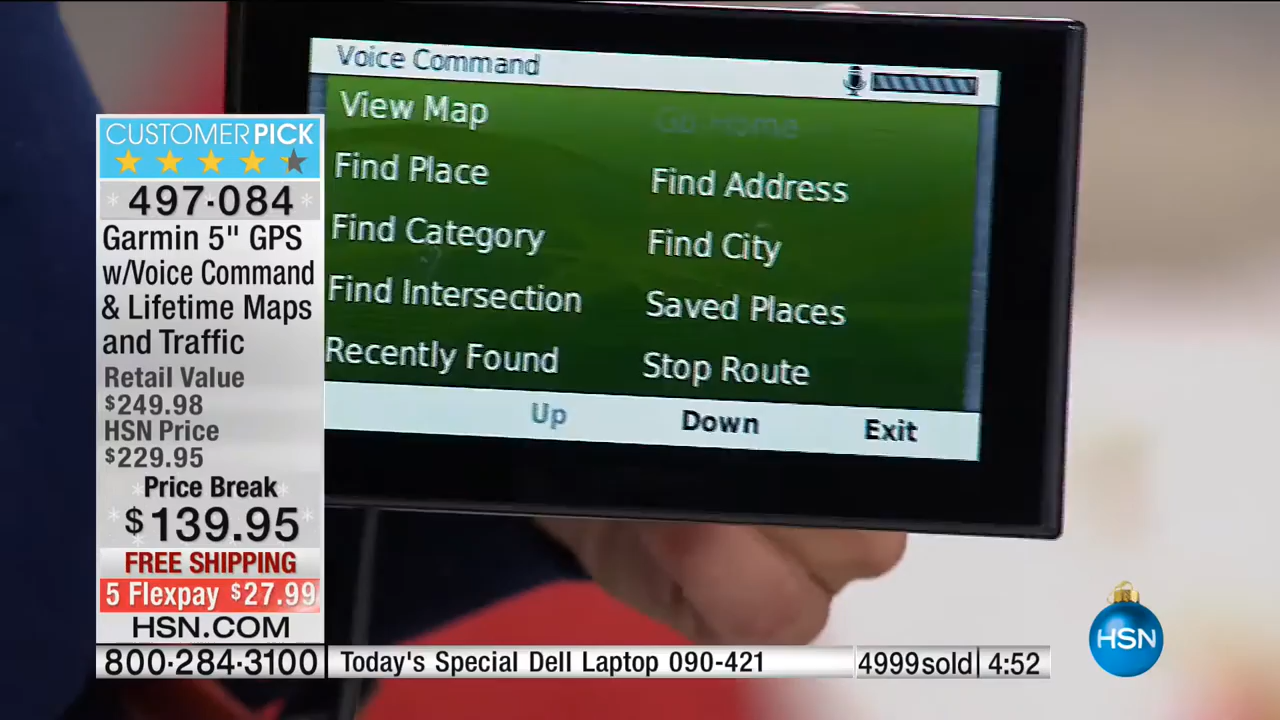 Voice Command
View Map
Go Home
Find Place
Find Address
Find Category
Find City
Find Intersection
Saved Places
Recently Found
Stop Route
Up
Down
Exit
CUSTOMER PICK
497·084
Garmin 5" GPS
w/Voice Command
& Lifetime Maps
and Traffic
Retail Value
$249.98
HSN Price
$229.95
Price Break
$139.95
FREE SHIPPING
5 Flexpay $27.99
HSN.COM
800·284·3100
Today's Special Dell Laptop 090-421
4999sold
4:52
HSN